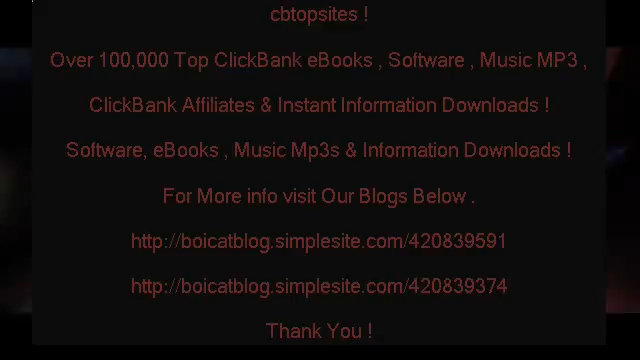 cbtopsites !
Over 100,000 Top ClickBank eBooks , Software , Music MP3 ,
ClickBank Affiliates & Instant Information Downloads !
Software, eBooks , Music Mp3s & Information Downloads !
For More info visit Our Blogs Below .
http://boicatblog.simplesite.com/420839591
http://boicatblog.simplesite.com/420839374
Thank You !